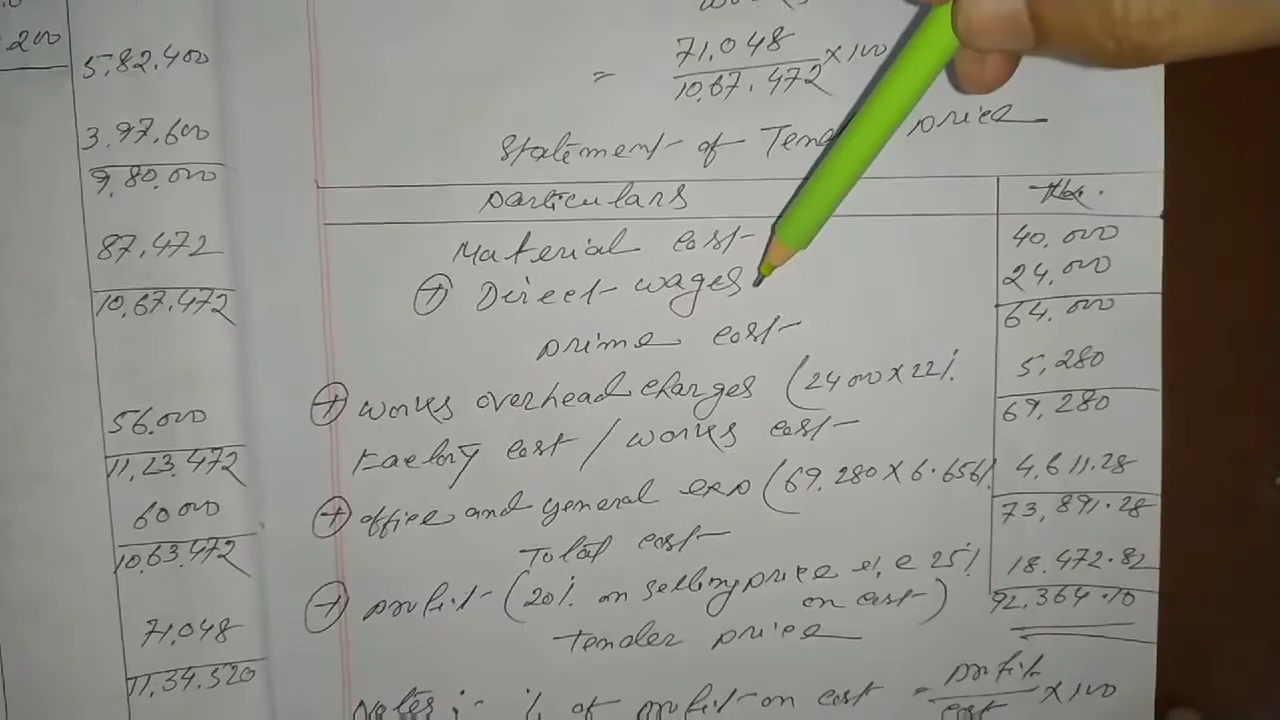 200
5,82,400
3,97,600
9,80,000
87,472
10,67,472
56,000
11,23,472
60000
10,63,472
71,048
11,34,520
71,048
= ――― × 100
10,67,472
Statement of Tender price
Particulars Rs.
Material cost 40,000
(+) Direct wages 24,000
prime cost 64,000
(+) works overhead charges (24000×22% 5,280
Factory cost / works cost 69,280
(+) office and general exp (69,280×6.656% 4,611.28
Total cost 73,891.28
(+) profit (20% on selling price i.e 25% 18,472.82
on cost) 92,364.10
Tender price
Notes :- % of profit on cost = profit/cost ×100